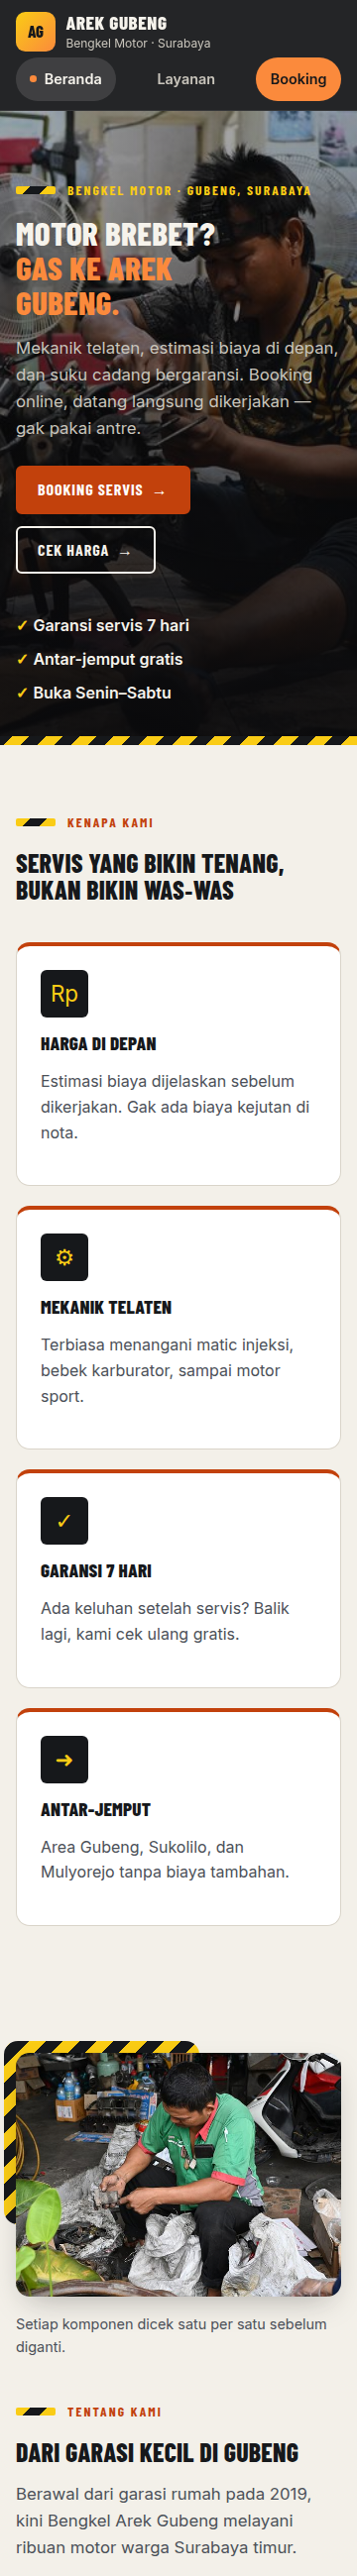 AG
AREK GUBENG
Bengkel Motor · Surabaya
Beranda
Layanan
Booking
BENGKEL MOTOR · GUBENG, SURABAYA
MOTOR BREBET?
GAS KE AREK
GUBENG.
Mekanik telaten, estimasi biaya di depan,
dan suku cadang bergaransi. Booking
online, datang langsung dikerjakan —
gak pakai antre.
BOOKING SERVIS →
CEK HARGA →
✓ Garansi servis 7 hari
✓ Antar-jemput gratis
✓ Buka Senin–Sabtu
KENAPA KAMI
SERVIS YANG BIKIN TENANG,
BUKAN BIKIN WAS-WAS
Rp
HARGA DI DEPAN
Estimasi biaya dijelaskan sebelum
dikerjakan. Gak ada biaya kejutan di
nota.
⚙
MEKANIK TELATEN
Terbiasa menangani matic injeksi,
bebek karburator, sampai motor
sport.
✓
GARANSI 7 HARI
Ada keluhan setelah servis? Balik
lagi, kami cek ulang gratis.
➜
ANTAR-JEMPUT
Area Gubeng, Sukolilo, dan
Mulyorejo tanpa biaya tambahan.
Setiap komponen dicek satu per satu sebelum
diganti.
TENTANG KAMI
DARI GARASI KECIL DI GUBENG
Berawal dari garasi rumah pada 2019,
kini Bengkel Arek Gubeng melayani
ribuan motor warga Surabaya timur.